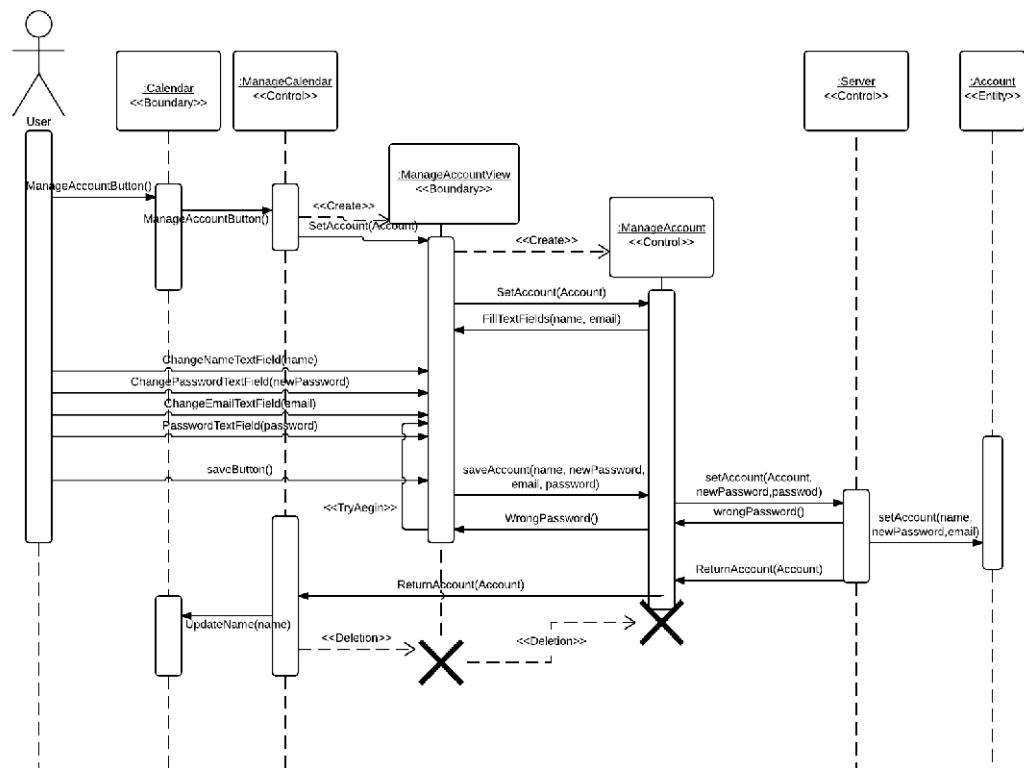 User
:Calendar
<<Boundary>>
:ManageCalendar
<<Control>>
:ManageAccountView
<<Boundary>>
:ManageAccount
<<Control>>
:Server
<<Control>>
:Account
<<Entity>>
ManageAccountButton()
ManageAccountButton()
<<Create>>
SetAccount(Account)
<<Create>>
SetAccount(Account)
FillTextFields(name, email)
ChangeNameTextField(name)
ChangePasswordTextField(newPassword)
ChangeEmailTextField(email)
PasswordTextField(password)
saveButton()
saveAccount(name, newPassword,
email, password)
setAccount(Account,
newPassword,passwod)
<<TryAegin>>
WrongPassword()
wrongPassword()
setAccount(name,
newPassword,email)
ReturnAccount(Account)
ReturnAccount(Account)
UpdateName(name)
<<Deletion>>
<<Deletion>>